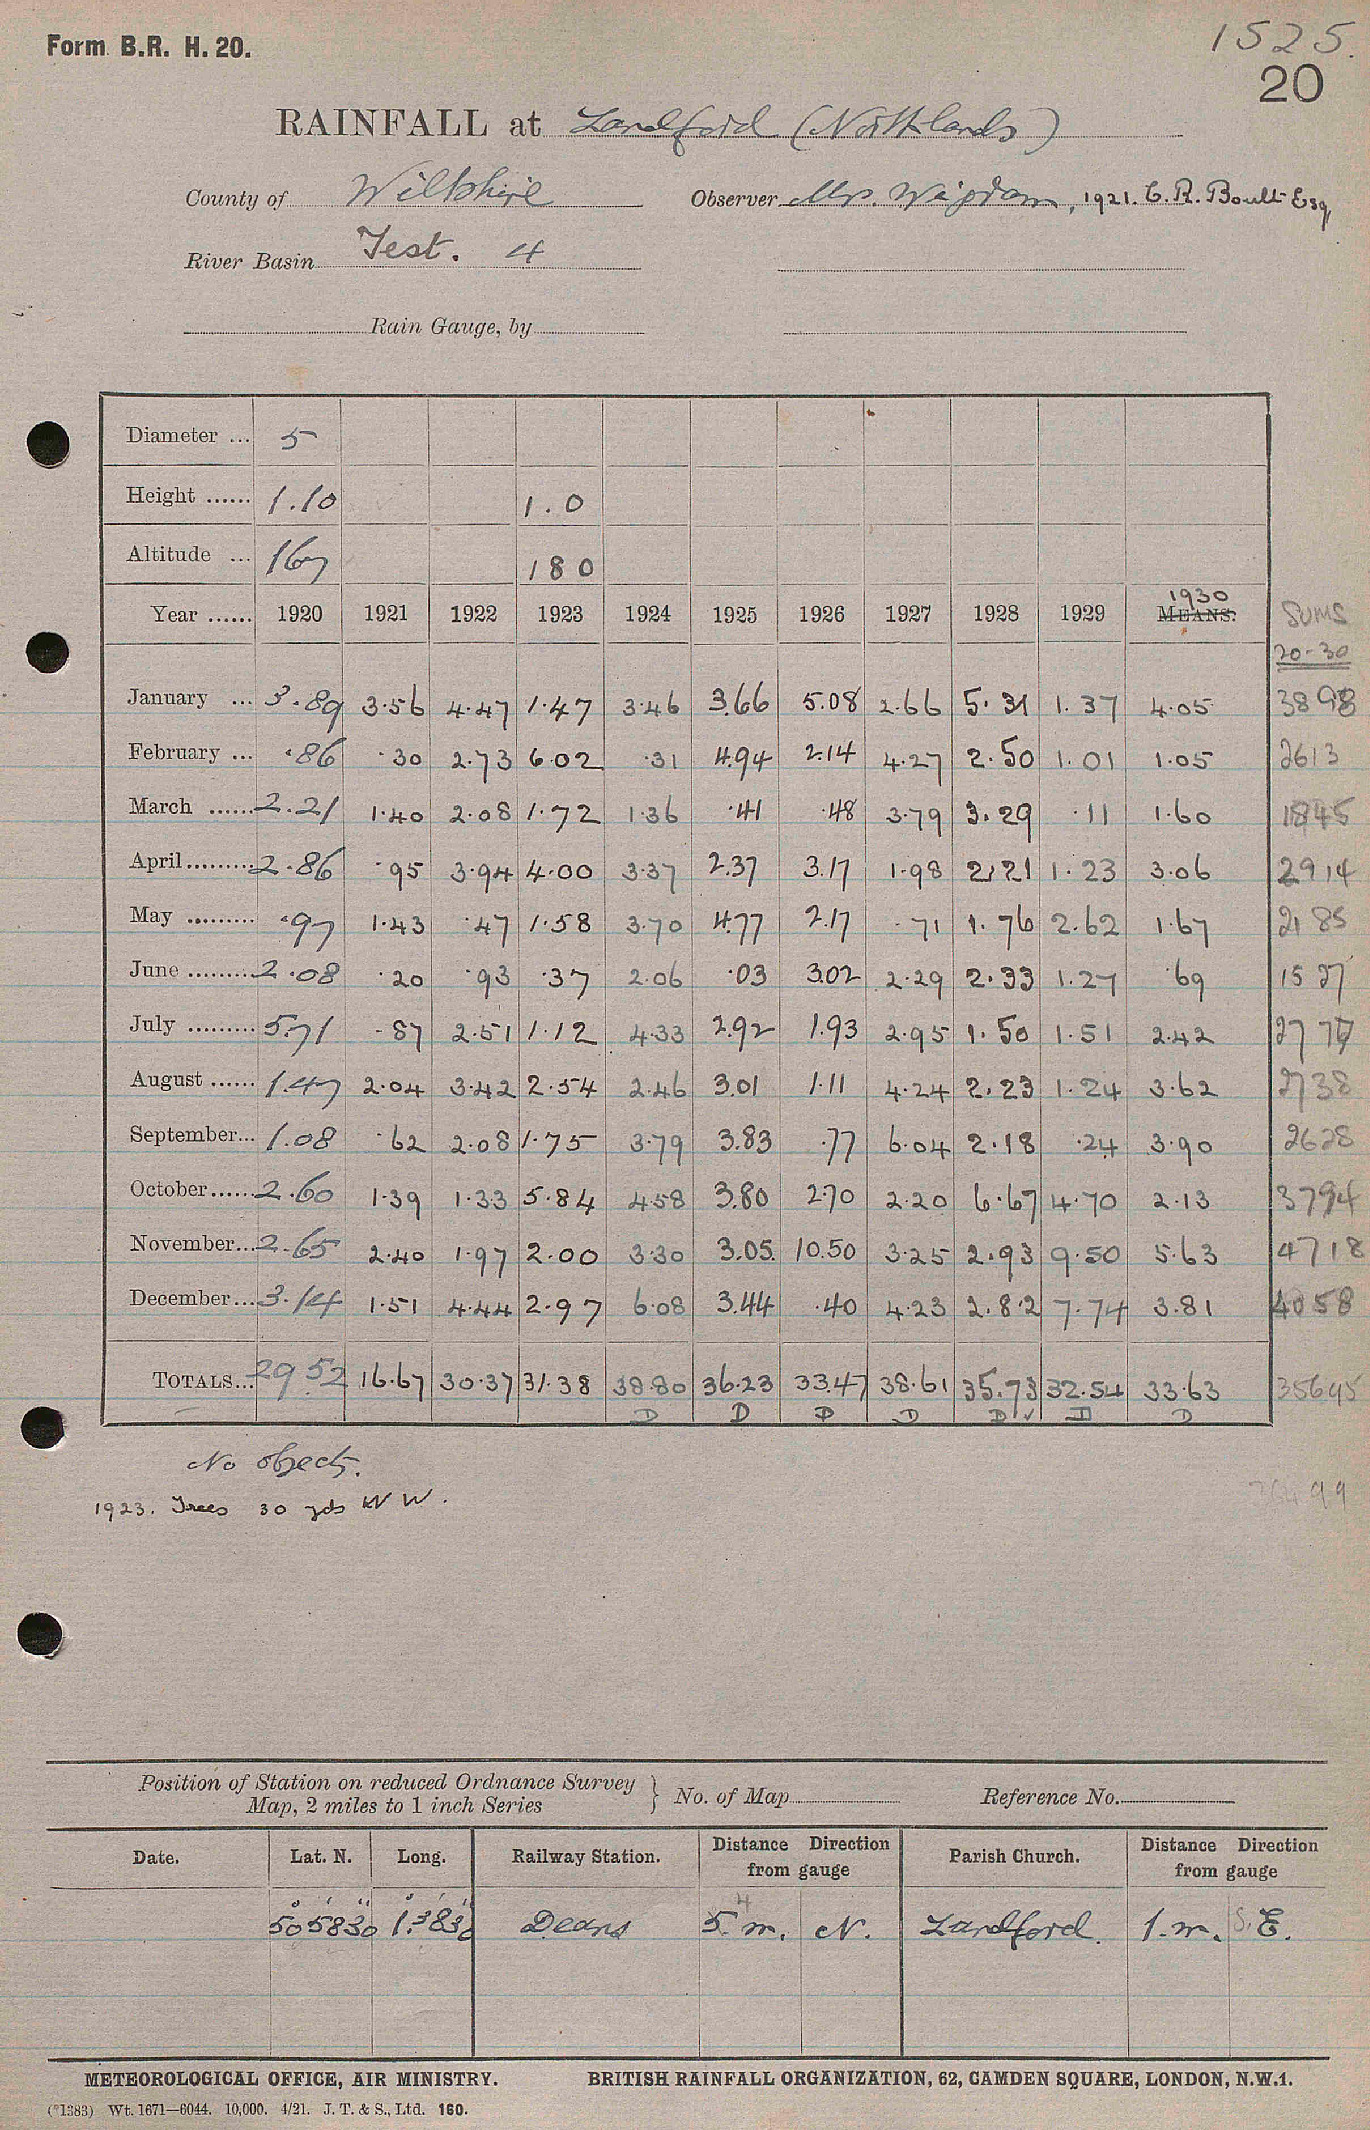 Form B.R. H. 20.
1525.
20
RAINFALL at Landford (Northlands)
County of Wiltshire Observer Mrs. Wigram, 1921. C. R. Boult Esq
River Basin Test. 4
Rain Gauge, by
Diameter ... 5
Height ...... 1.10 1.0
Altitude ... 167 180
1930
Year ...... 1920 1921 1922 1923 1924 1925 1926 1927 1928 1929 MEANS. SUMS
20-30
January ... 3.89 3.56 4.47 1.47 3.46 3.66 5.08 2.66 5.31 1.37 4.05 3898
February ... .86 .30 2.73 6.02 .31 4.94 2.14 4.27 2.50 1.01 1.05 2613
March ...... 2.21 1.40 2.08 1.72 1.36 .41 .48 3.79 3.29 .11 1.60 1845
April ......... 2.86 .95 3.94 4.00 3.37 2.37 3.17 1.98 2.21 1.23 3.06 2914
May ......... .97 1.43 .47 1.58 3.70 4.77 2.17 .71 1.76 2.62 1.67 2185
June ......... 2.08 .20 .93 .37 2.06 .03 3.02 2.29 2.33 1.27 .69 1527
July ......... 5.71 .87 2.51 1.12 4.33 2.92 1.93 2.95 1.50 1.51 2.42 2777
August ...... 1.47 2.04 3.42 2.54 2.46 3.01 1.11 4.24 2.23 1.24 3.62 2738
September... 1.08 .62 2.08 1.75 3.79 3.83 .77 6.04 2.18 .24 3.90 2628
October...... 2.60 1.39 1.33 5.84 4.58 3.80 2.70 2.20 6.67 4.70 2.13 3794
November... 2.65 2.40 1.97 2.00 3.30 3.05 10.50 3.25 2.93 9.50 5.63 4718
December... 3.14 1.51 4.44 2.97 6.08 3.44 .40 4.23 2.82 7.74 3.81 4058
TOTALS... 29.52 16.67 30.37 31.38 38.80 36.23 33.47 38.61 35.73 32.54 33.63 35695
D D D D D ✓ D D
No objects.
1923. Trees 30 yds N W.
Position of Station on reduced Ordnance Survey } No. of Map Reference No.
Map, 2 miles to 1 inch Series
Date. Lat. N. Long. Railway Station. Distance Direction from gauge Parish Church. Distance Direction from gauge
50° 58' 30" 1° 38' 30" Deans 5 4 m. N. Landford. 1.m. S. E.
METEOROLOGICAL OFFICE, AIR MINISTRY. BRITISH RAINFALL ORGANIZATION, 62, CAMDEN SQUARE, LONDON, N.W.1.
(*1383) Wt. 1671—6044. 10,000. 4/21. J. T. & S., Ltd. 160.